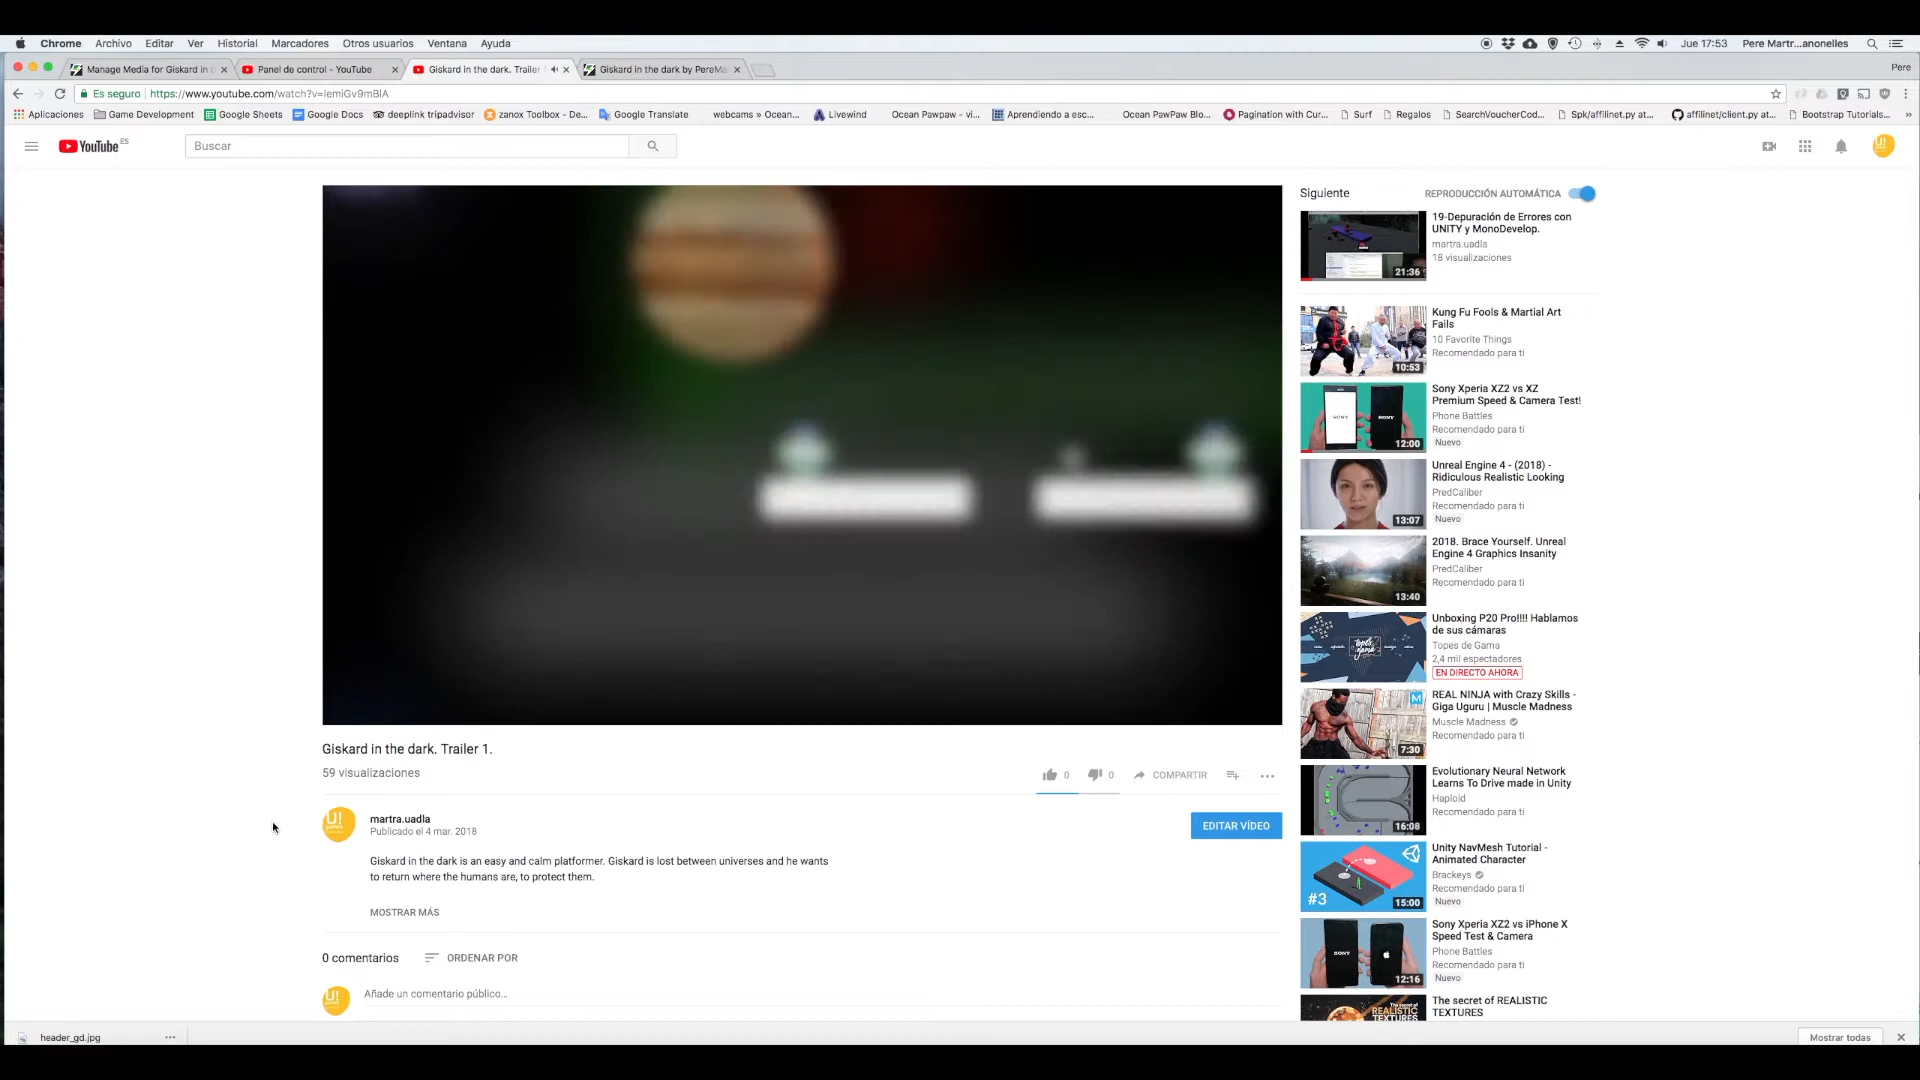 Chrome Archivo Editar Ver Historial Marcadores Otros usuarios Ventana Ayuda Jue 17:53 Pere Martr...anonelles
Manage Media for Giskard in Panel de control - YouTube Giskard in the dark. Trailer Giskard in the dark by PereMa Pere
Es seguro https://www.youtube.com/watch?v=IemiGv9mBlA
Aplicaciones Game Development Google Sheets Google Docs deeplink tripadvisor zanox Toolbox - De... Google Translate webcams » Ocean... Livewind Ocean Pawpaw - vi... Aprendiendo a esc... Ocean PawPaw Blo... Pagination with Cur... Surf Regalos SearchVoucherCod... Spk/affilinet.py at... affilinet/client.py at... Bootstrap Tutorials... »
YouTube ES Buscar
Siguiente REPRODUCCIÓN AUTOMÁTICA
19-Depuración de Errores con
UNITY y MonoDevelop.
martra.uadla
18 visualizaciones
21:36
Kung Fu Fools & Martial Art
Fails
10 Favorite Things
Recomendado para ti
10:53
Sony Xperia XZ2 vs XZ
Premium Speed & Camera Test!
Phone Battles
Recomendado para ti
Nuevo
SONY SONY
12:00
Unreal Engine 4 - (2018) -
Ridiculous Realistic Looking
PredCaliber
Recomendado para ti
Nuevo
13:07
2018. Brace Yourself. Unreal
Engine 4 Graphics Insanity
PredCaliber
Recomendado para ti
13:40
Unboxing P20 Pro!!!! Hablamos
de sus cámaras
Topes de Gama
2,4 mil espectadores
EN DIRECTO AHORA
topes gama
REAL NINJA with Crazy Skills -
Giga Uguru | Muscle Madness
Muscle Madness
Recomendado para ti
M
7:30
Evolutionary Neural Network
Learns To Drive made in Unity
Haploid
Recomendado para ti
16:08
Unity NavMesh Tutorial -
Animated Character
Brackeys
Recomendado para ti
Nuevo
#3 15:00
Sony Xperia XZ2 vs iPhone X
Speed Test & Camera
Phone Battles
Recomendado para ti
Nuevo
SONY
12:16
The secret of REALISTIC
TEXTURES
The secret of
REALISTIC
TEXTURES
Giskard in the dark. Trailer 1.
59 visualizaciones
0 0 COMPARTIR
U!
martra.uadla
Publicado el 4 mar. 2018
EDITAR VÍDEO
Giskard in the dark is an easy and calm platformer. Giskard is lost between universes and he wants
to return where the humans are, to protect them.
MOSTRAR MÁS
0 comentarios ORDENAR POR
U! Añade un comentario público...
header_gd.jpg Mostrar todas